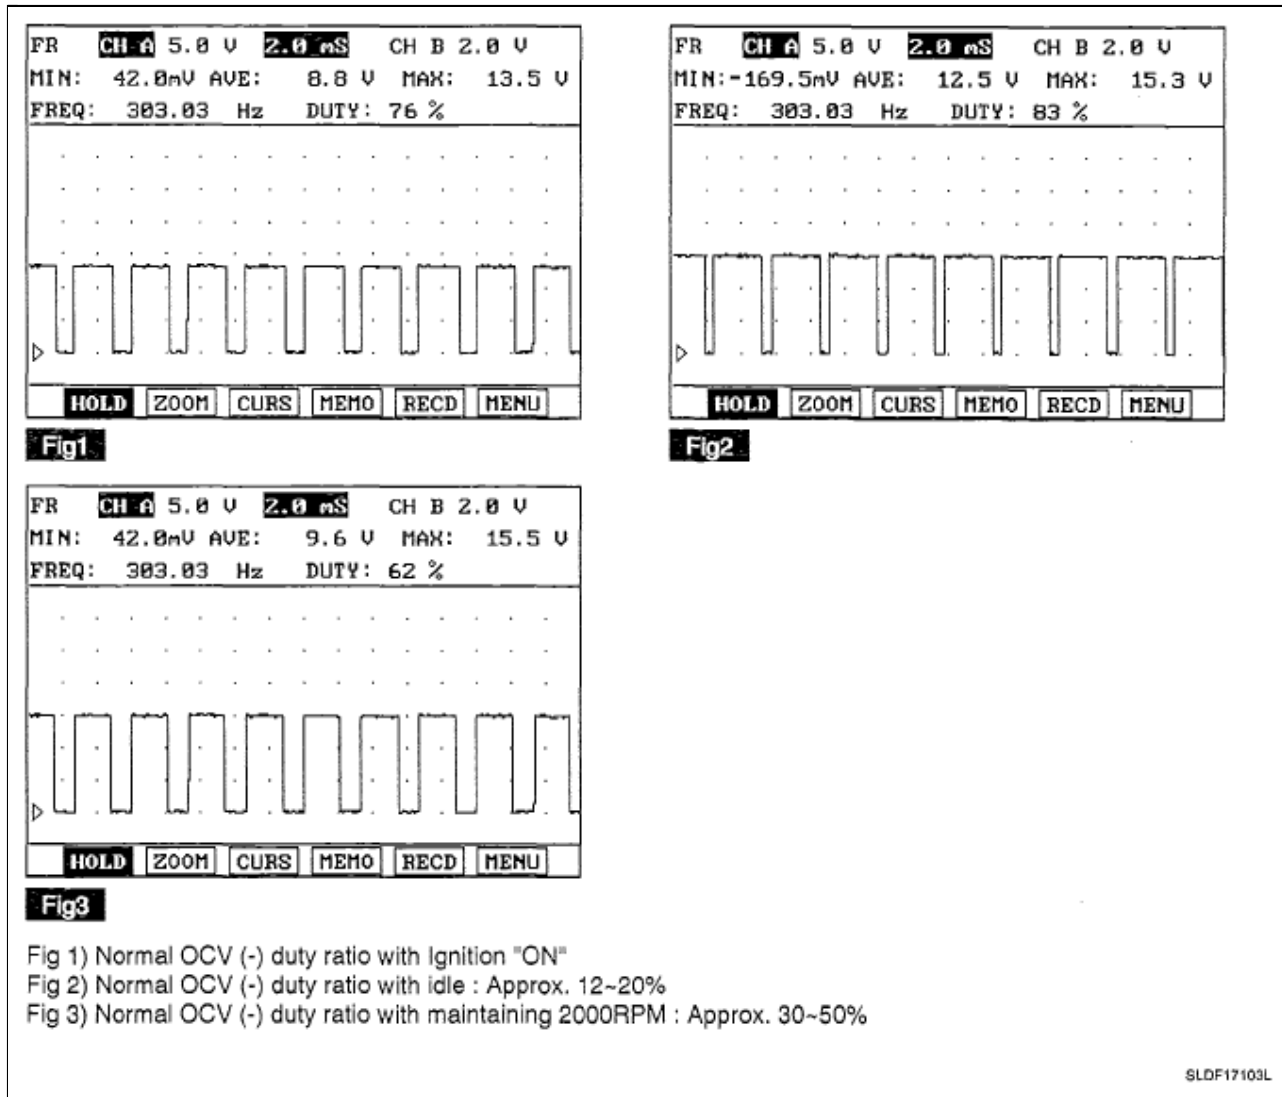 FR CH A 5.0 V 2.0 mS CH B 2.0 V
MIN: 42.0mV AVE: 8.8 V MAX: 13.5 V
FREQ: 303.03 Hz DUTY: 76 %
HOLD ZOOM CURS MEMO RECD MENU
Fig1
FR CH A 5.0 V 2.0 mS CH B 2.0 V
MIN:-169.5mV AVE: 12.5 V MAX: 15.3 V
FREQ: 303.03 Hz DUTY: 83 %
HOLD ZOOM CURS MEMO RECD MENU
Fig2
FR CH A 5.0 V 2.0 mS CH B 2.0 V
MIN: 42.0mV AVE: 9.6 V MAX: 15.5 V
FREQ: 303.03 Hz DUTY: 62 %
HOLD ZOOM CURS MEMO RECD MENU
Fig3
Fig 1) Normal OCV (-) duty ratio with Ignition "ON"
Fig 2) Normal OCV (-) duty ratio with idle : Approx. 12~20%
Fig 3) Normal OCV (-) duty ratio with maintaining 2000RPM : Approx. 30~50%
SLDF17103L